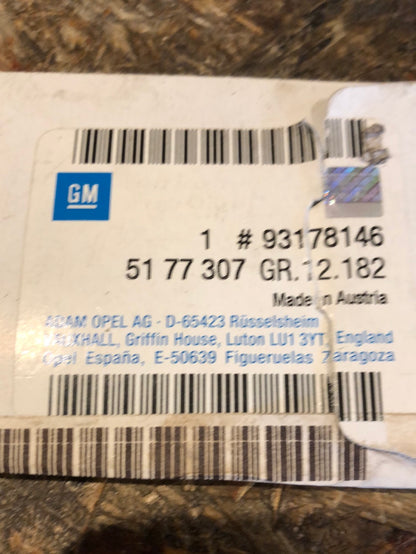 GM
1 # 93178146
51 77 307 GR.12.182
Made in Austria
ADAM OPEL AG · D-65423 Rüsselsheim
VAUXHALL, Griffin House, Luton LU1 3YT, England
Opel España, E-50639 Figueruelas Zaragoza